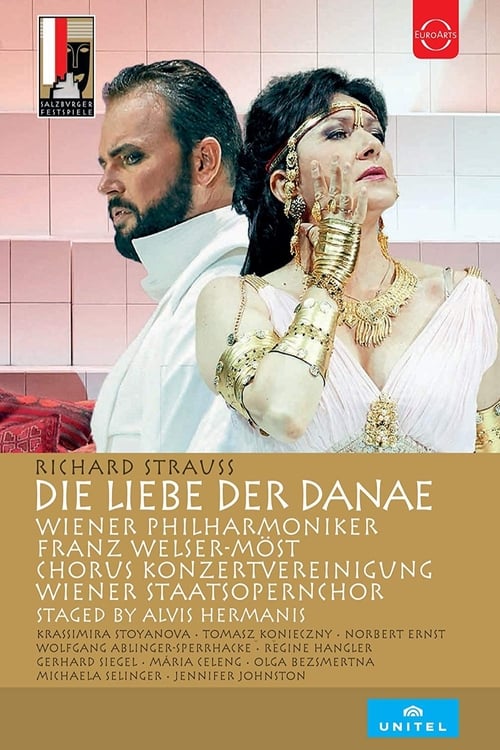 SALZBURGER
FESTSPIELE
EUROARTS
RICHARD STRAUSS
DIE LIEBE DER DANAE
WIENER PHILHARMONIKER
FRANZ WELSER-MÖST
CHORUS KONZERTVEREINIGUNG
WIENER STAATSOPERNCHOR
STAGED BY ALVIS HERMANIS
KRASSIMIRA STOYANOVA · TOMASZ KONIECZNY · NORBERT ERNST
WOLFGANG ABLINGER-SPERRHACKE · REGINE HANGLER
GERHARD SIEGEL · MÁRIA CELENG · OLGA BEZSMERTNA
MICHAELA SELINGER · JENNIFER JOHNSTON
UNITEL